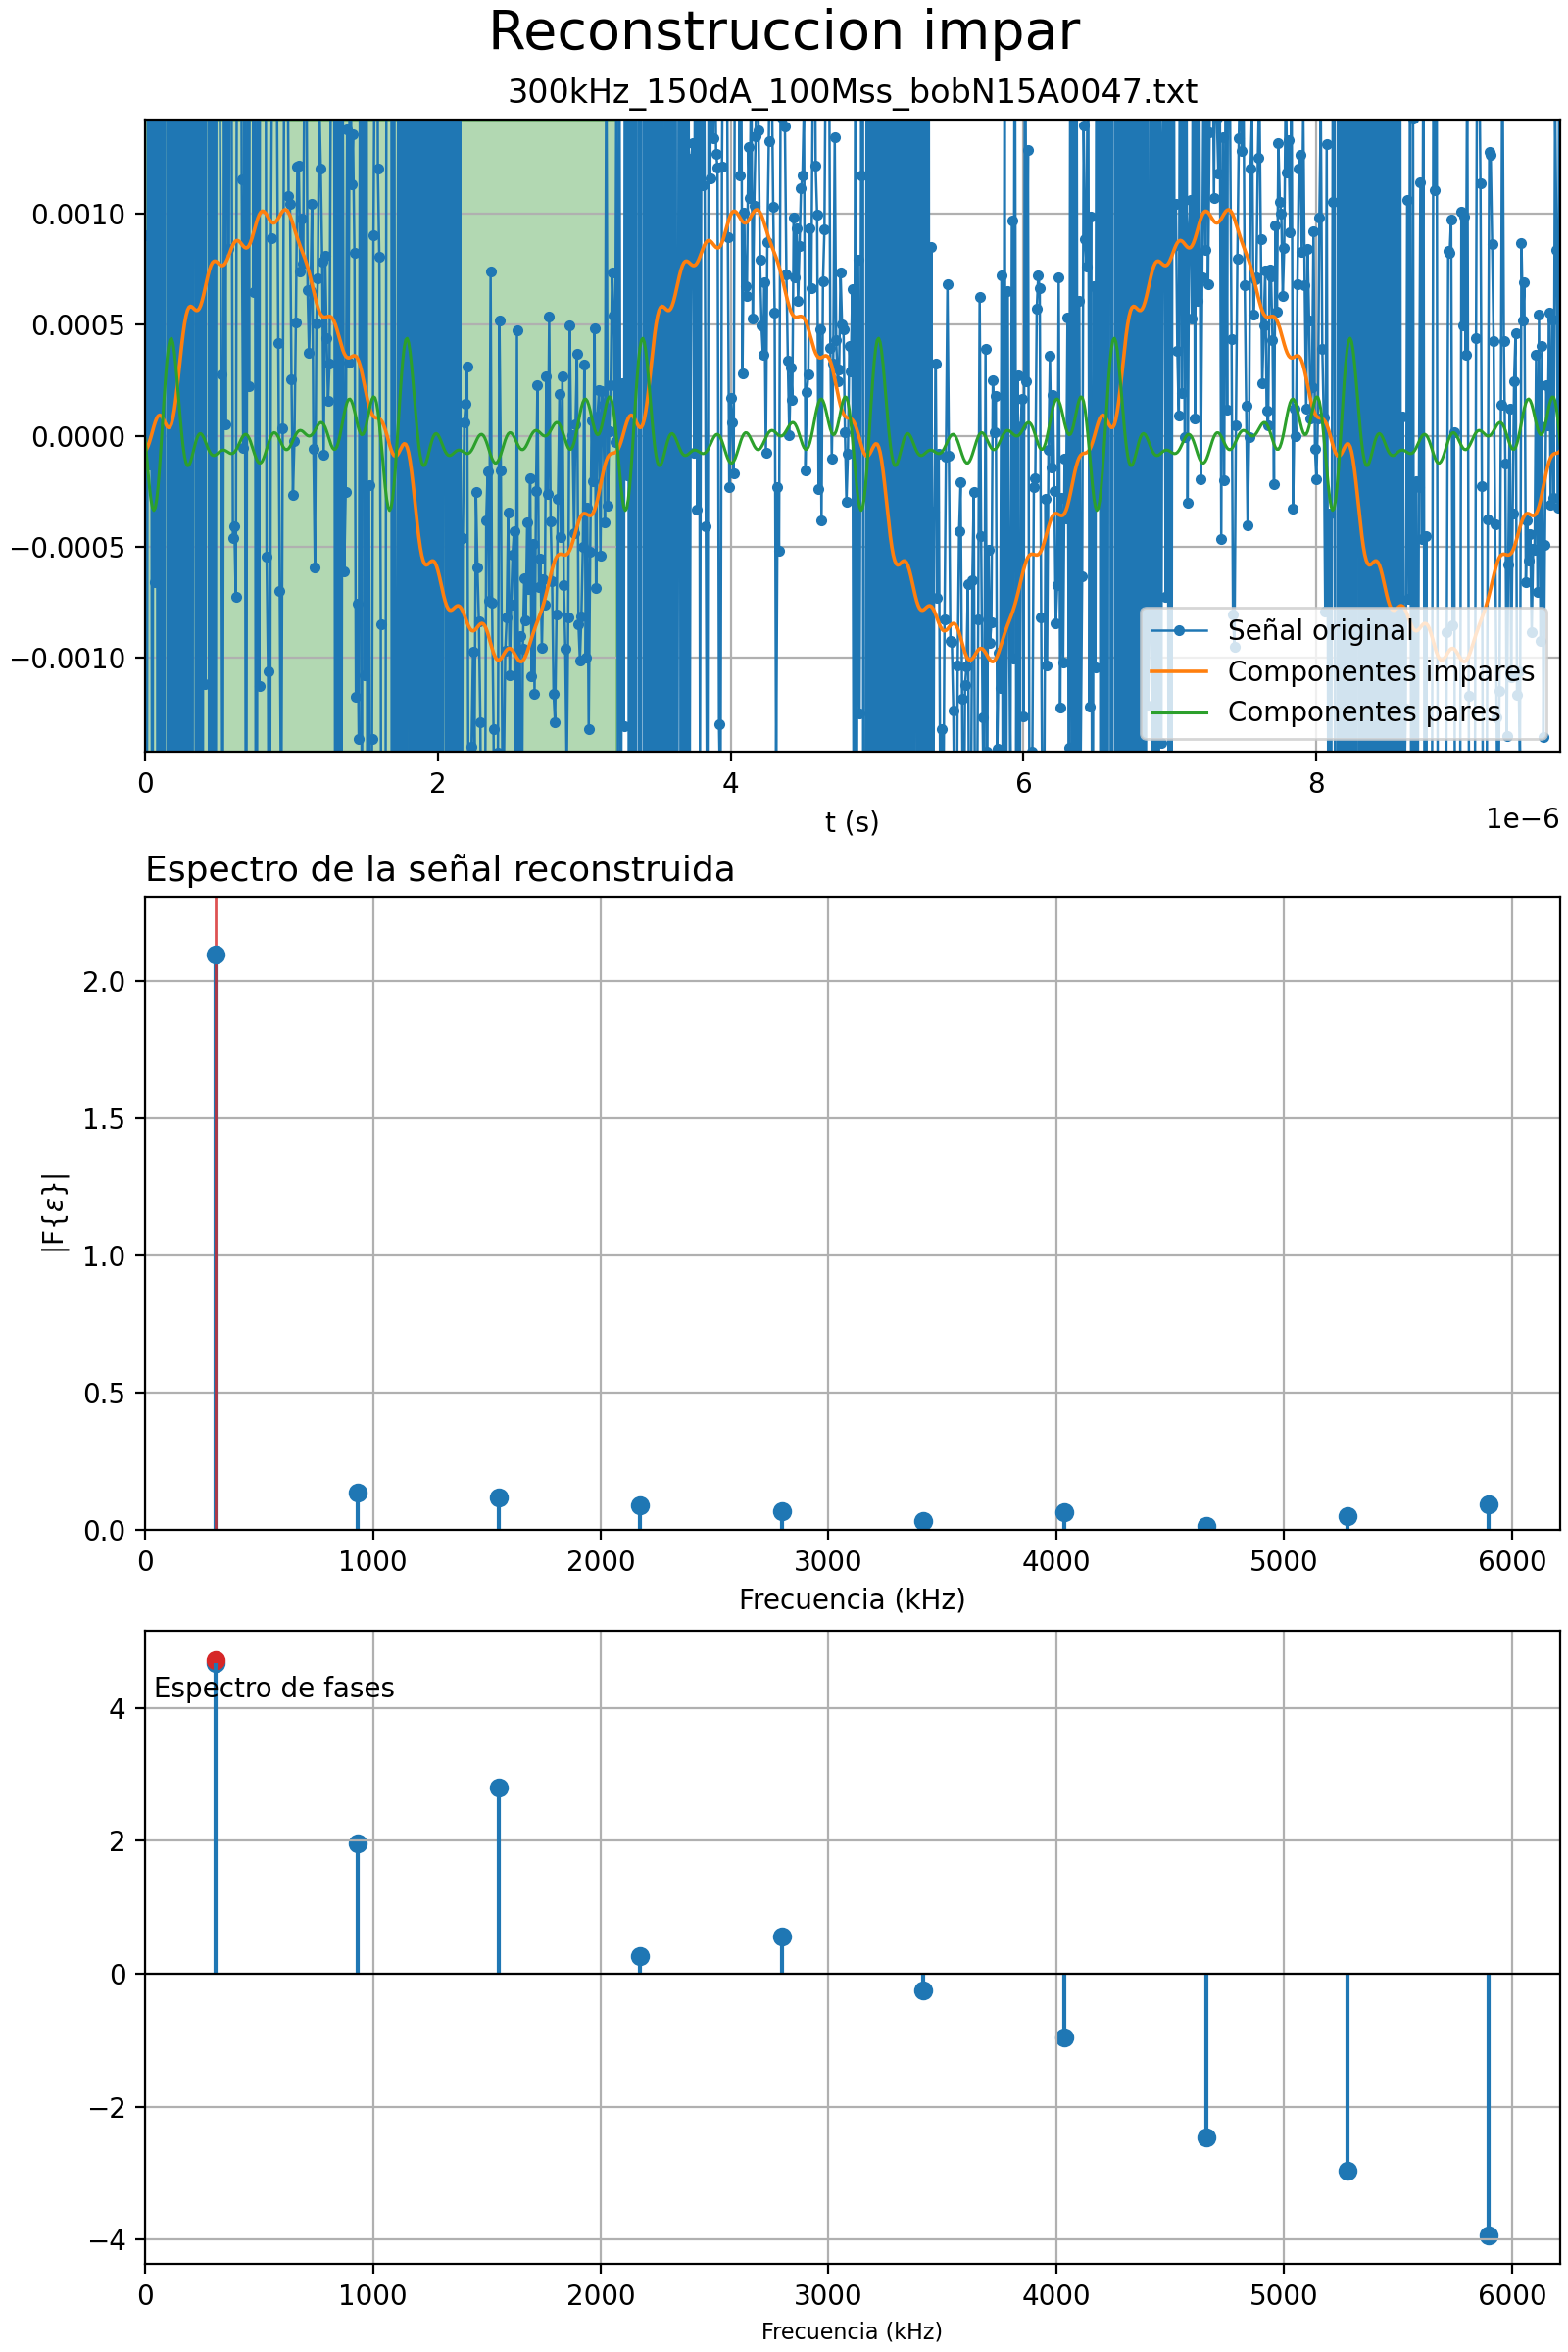 Reconstruccion impar
300kHz_150dA_100Mss_bobN15A0047.txt
0.0010
0.0005
0.0000
−0.0005
−0.0010
Señal original
Componentes impares
Componentes pares
0 2 4 6 8
t (s)
1e−6
Espectro de la señal reconstruida
2.0
1.5
1.0
0.5
0.0
|F{ε}|
0 1000 2000 3000 4000 5000 6000
Frecuencia (kHz)
Espectro de fases
4
2
0
−2
−4
0 1000 2000 3000 4000 5000 6000
Frecuencia (kHz)